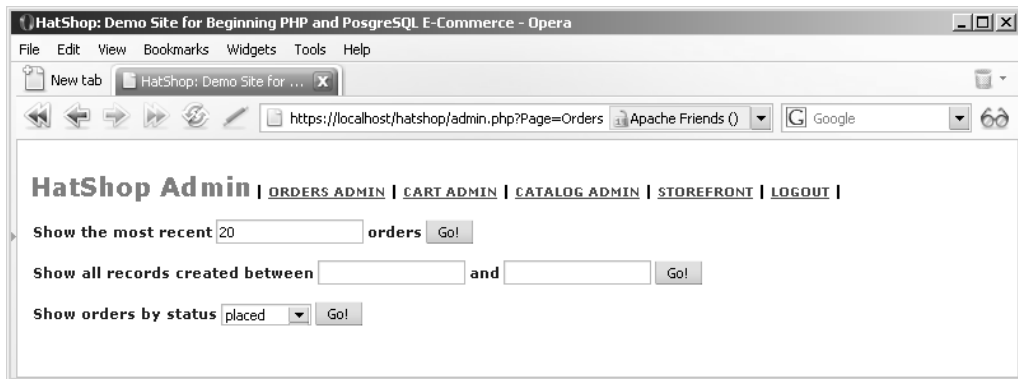 HatShop: Demo Site for Beginning PHP and PosgreSQL E-Commerce - Opera
File Edit View Bookmarks Widgets Tools Help
New tab HatShop: Demo Site for ...
https://localhost/hatshop/admin.php?Page=Orders Apache Friends () G Google
HatShop Admin | ORDERS ADMIN | CART ADMIN | CATALOG ADMIN | STOREFRONT | LOGOUT |
Show the most recent 20 orders Go!
Show all records created between and Go!
Show orders by status placed Go!